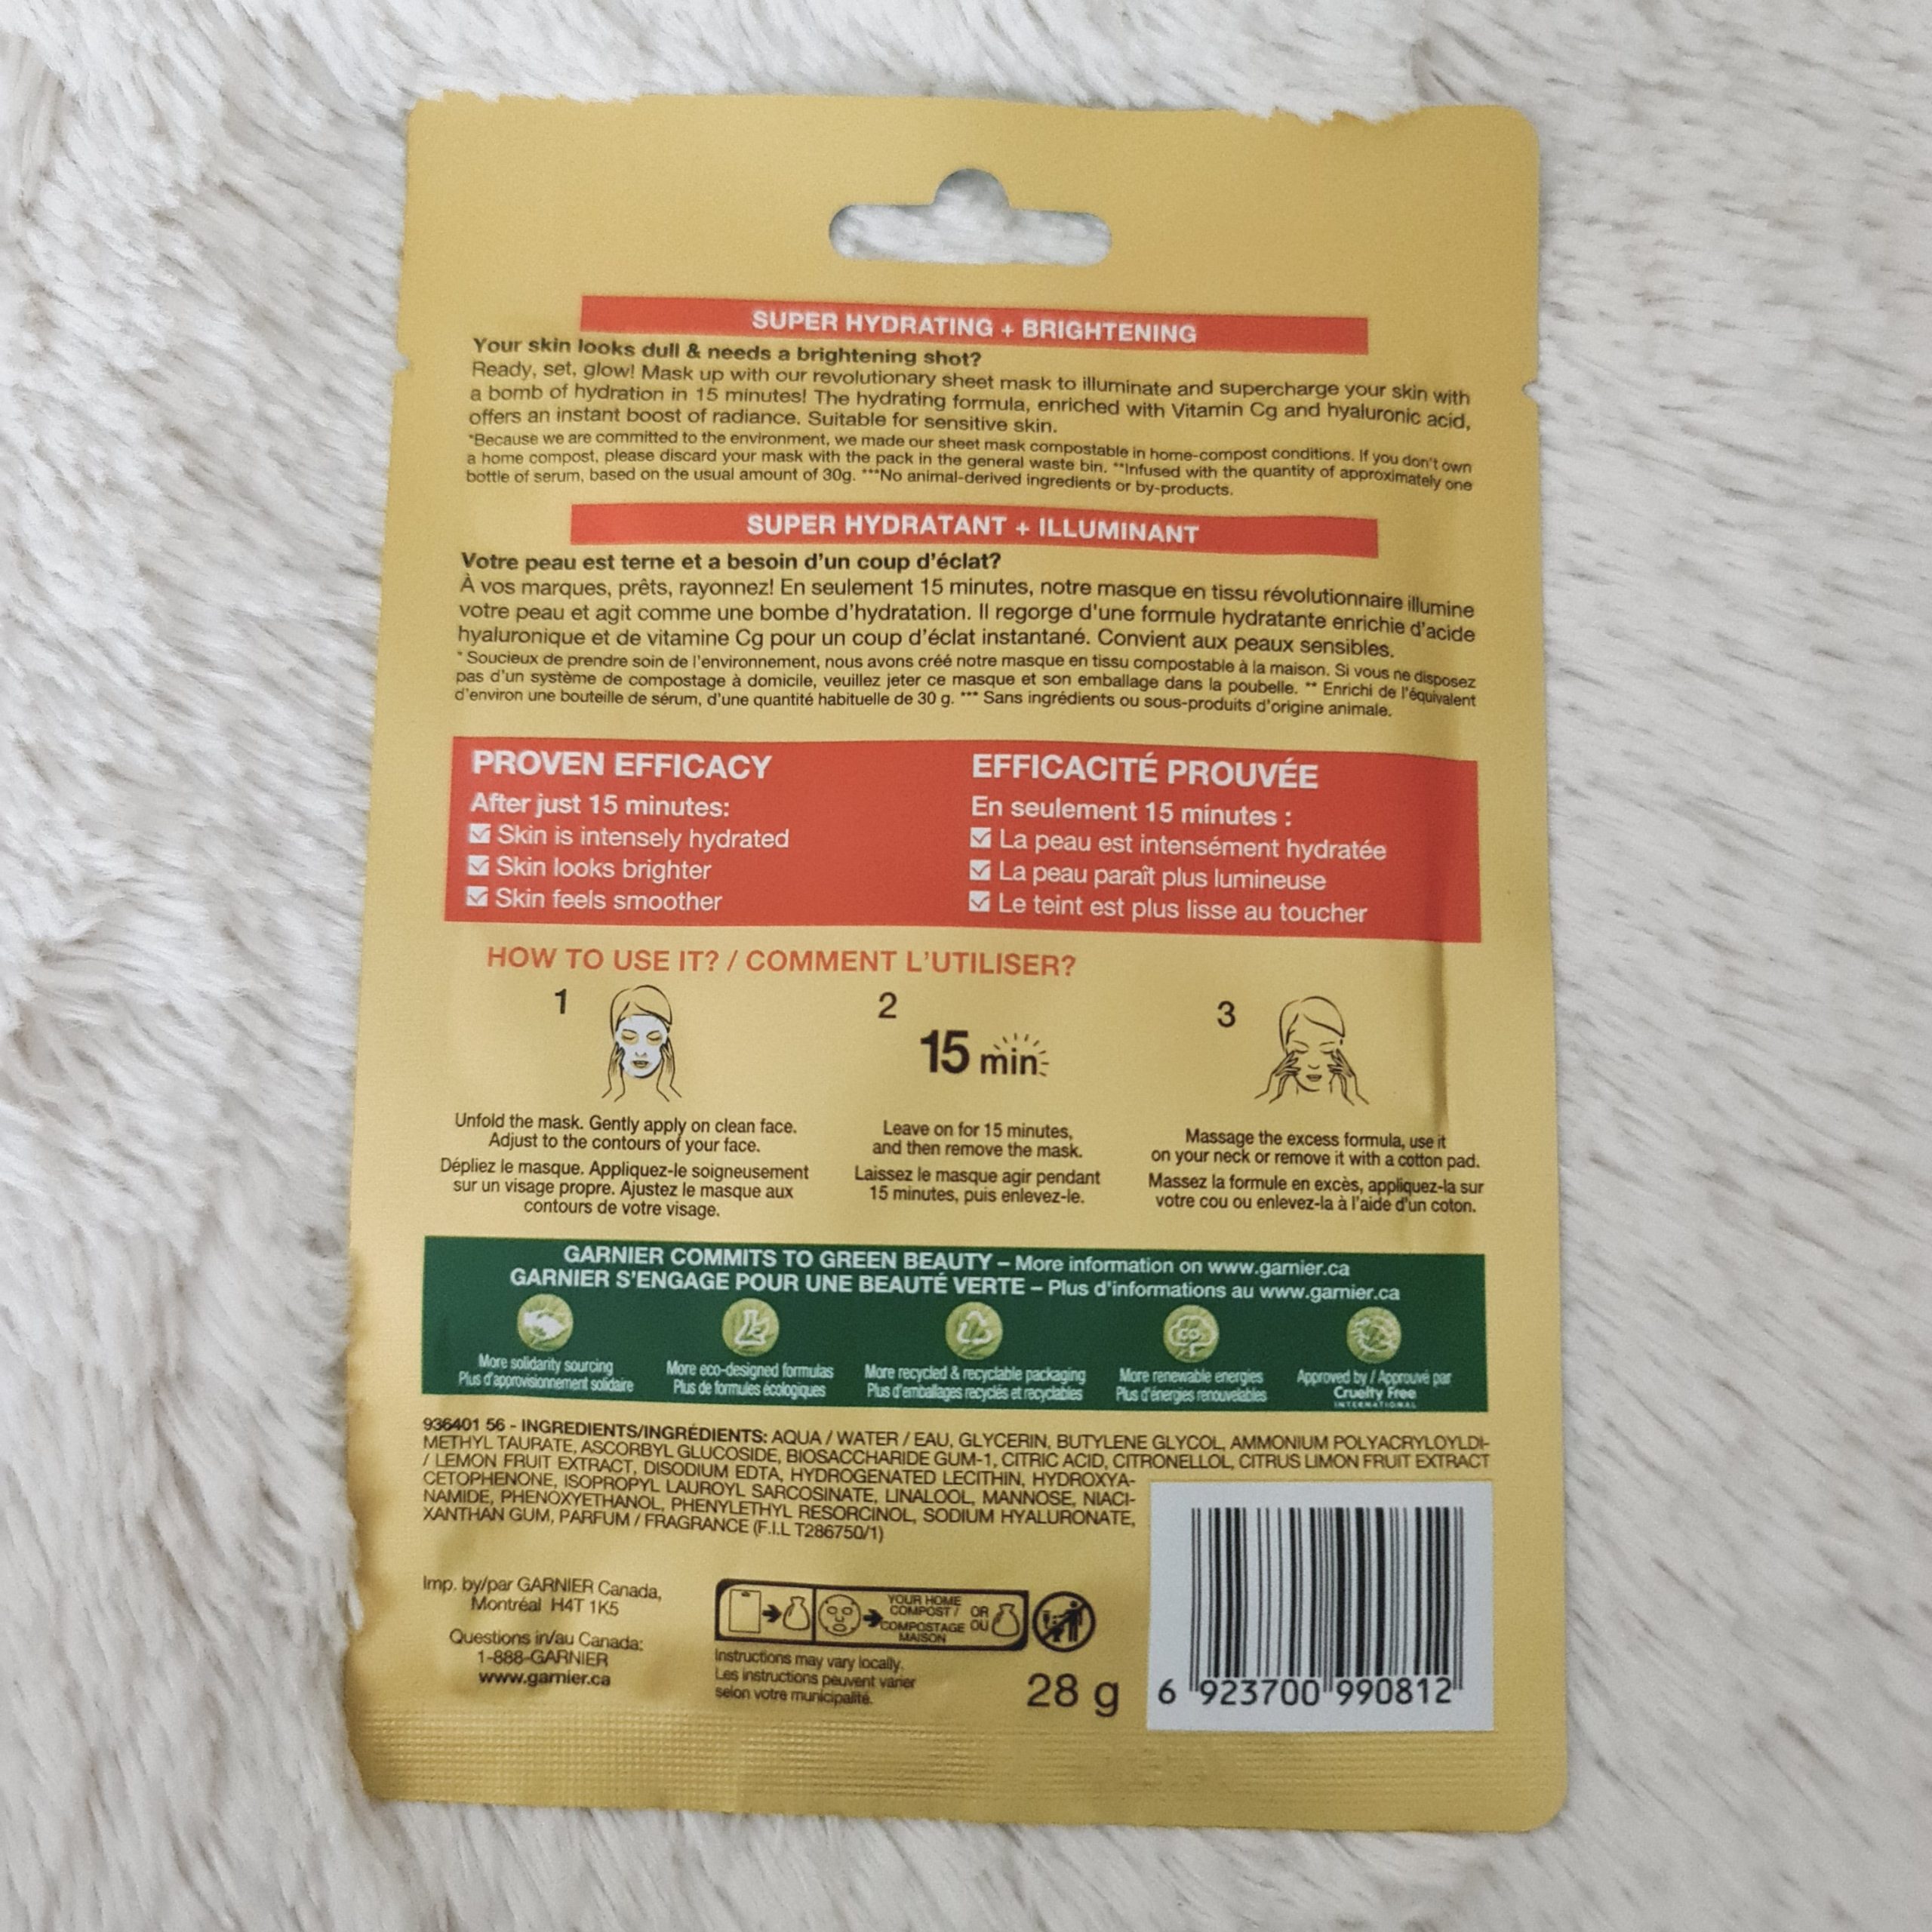 SUPER HYDRATING + BRIGHTENING
Your skin looks dull & needs a brightening shot?
Ready, set, glow! Mask up with our revolutionary sheet mask to illuminate and supercharge your skin with
a bomb of hydration in 15 minutes! The hydrating formula, enriched with Vitamin Cg and hyaluronic acid,
offers an instant boost of radiance. Suitable for sensitive skin.
*Because we are committed to the environment, we made our sheet mask compostable in home-compost conditions. If you don't own
a home compost, please discard your mask with the pack in the general waste bin. **Infused with the quantity of approximately one
bottle of serum, based on the usual amount of 30g. ***No animal-derived ingredients or by-products.
SUPER HYDRATANT + ILLUMINANT
Votre peau est terne et a besoin d'un coup d'éclat?
À vos marques, prêts, rayonnez! En seulement 15 minutes, notre masque en tissu révolutionnaire illumine
votre peau et agit comme une bombe d'hydratation. Il regorge d'une formule hydratante enrichie d'acide
hyaluronique et de vitamine Cg pour un coup d'éclat instantané. Convient aux peaux sensibles.
* Soucieux de prendre soin de l'environnement, nous avons créé notre masque en tissu compostable à la maison. Si vous ne disposez
pas d'un système de compostage à domicile, veuillez jeter ce masque et son emballage dans la poubelle. ** Enrichi de l'équivalent
d'environ une bouteille de sérum, d'une quantité habituelle de 30 g. *** Sans ingrédients ou sous-produits d'origine animale.
PROVEN EFFICACY
After just 15 minutes:
Skin is intensely hydrated
Skin looks brighter
Skin feels smoother
EFFICACITÉ PROUVÉE
En seulement 15 minutes :
La peau est intensément hydratée
La peau paraît plus lumineuse
Le teint est plus lisse au toucher
HOW TO USE IT? / COMMENT L'UTILISER?
1
Unfold the mask. Gently apply on clean face.
Adjust to the contours of your face.
Dépliez le masque. Appliquez-le soigneusement
sur un visage propre. Ajustez le masque aux
contours de votre visage.
2
15 min
Leave on for 15 minutes,
and then remove the mask.
Laissez le masque agir pendant
15 minutes, puis enlevez-le.
3
Massage the excess formula, use it
on your neck or remove it with a cotton pad.
Massez la formule en excès, appliquez-la sur
votre cou ou enlevez-la à l'aide d'un coton.
GARNIER COMMITS TO GREEN BEAUTY – More information on www.garnier.ca
GARNIER S'ENGAGE POUR UNE BEAUTÉ VERTE – Plus d'informations au www.garnier.ca
More solidarity sourcing
Plus d'approvisionnement solidaire
More eco-designed formulas
Plus de formules écologiques
More recycled & recyclable packaging
Plus d'emballages recyclés et recyclables
CO2
More renewable energies
Plus d'énergies renouvelables
Approved by / Approuvé par
Cruelty Free
INTERNATIONAL
936401 56 - INGREDIENTS/INGRÉDIENTS: AQUA / WATER / EAU, GLYCERIN, BUTYLENE GLYCOL, AMMONIUM POLYACRYLOYLDI-
METHYL TAURATE, ASCORBYL GLUCOSIDE, BIOSACCHARIDE GUM-1, CITRIC ACID, CITRONELLOL, CITRUS LIMON FRUIT EXTRACT
/ LEMON FRUIT EXTRACT, DISODIUM EDTA, HYDROGENATED LECITHIN, HYDROXYA-
CETOPHENONE, ISOPROPYL LAUROYL SARCOSINATE, LINALOOL, MANNOSE, NIACI-
NAMIDE, PHENOXYETHANOL, PHENYLETHYL RESORCINOL, SODIUM HYALURONATE,
XANTHAN GUM, PARFUM / FRAGRANCE (F.I.L T286750/1)
Imp. by/par GARNIER Canada,
Montréal H4T 1K5
Questions in/au Canada:
1-888-GARNIER
www.garnier.ca
YOUR HOME
COMPOST /
COMPOSTAGE
MAISON
OR
OU
Instructions may vary locally.
Les instructions peuvent varier
selon votre municipalité.
28 g
6 923700 990812